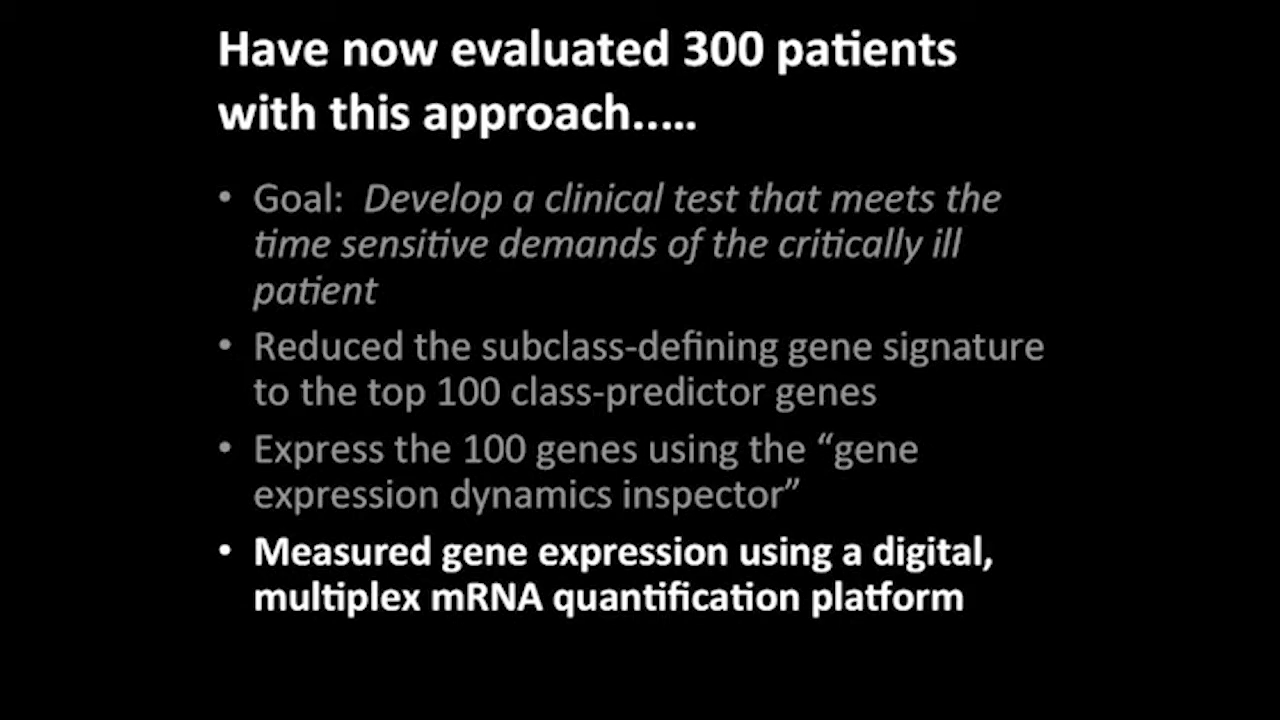 Have now evaluated 300 patients
with this approach…..
• Goal:  Develop a clinical test that meets the
time sensitive demands of the critically ill
patient
• Reduced the subclass-defining gene signature
to the top 100 class-predictor genes
• Express the 100 genes using the “gene
expression dynamics inspector”
• Measured gene expression using a digital,
multiplex mRNA quantification platform